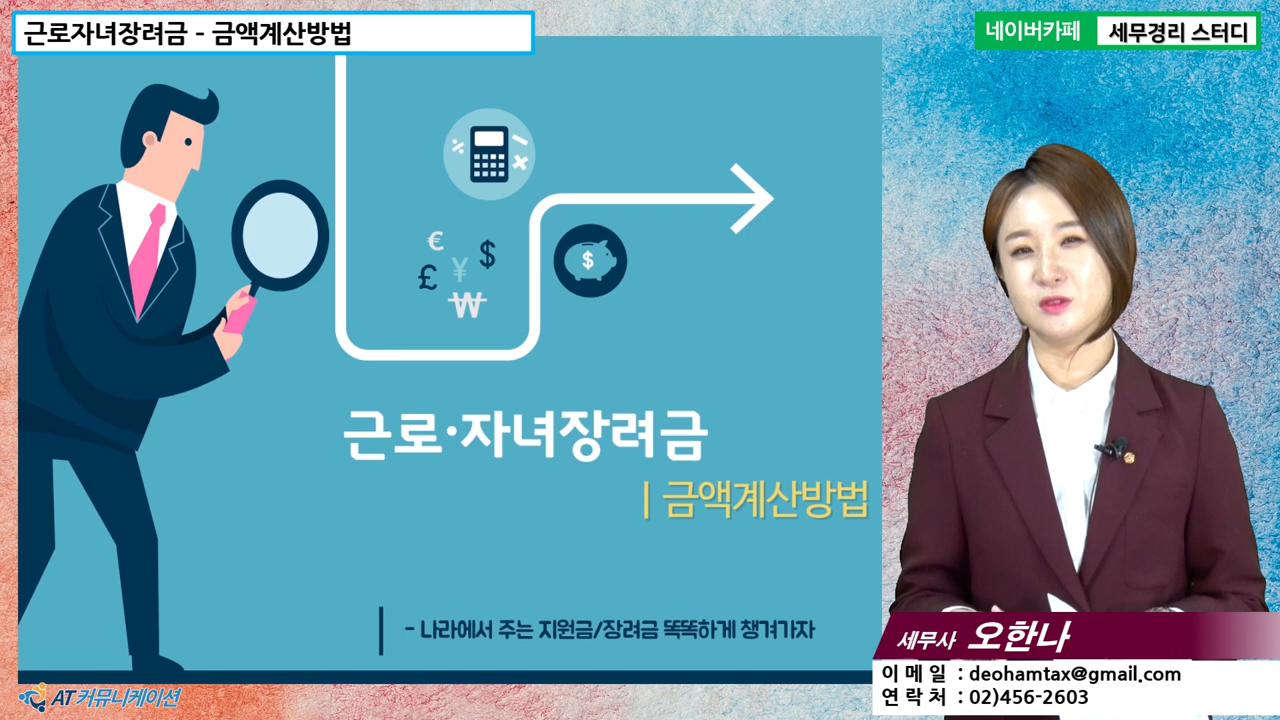 근로자녀장려금 - 금액계산방법
네이버카페 세무경리 스터디
% − ×
€ $
£ ¥
₩
$
근로·자녀장려금
| 금액계산방법
- 나라에서 주는 지원금/장려금 똑똑하게 챙겨가자
세무사 오한나
이 메 일 : deohamtax@gmail.com
연 락 처 : 02)456-2603
AT커뮤니케이션